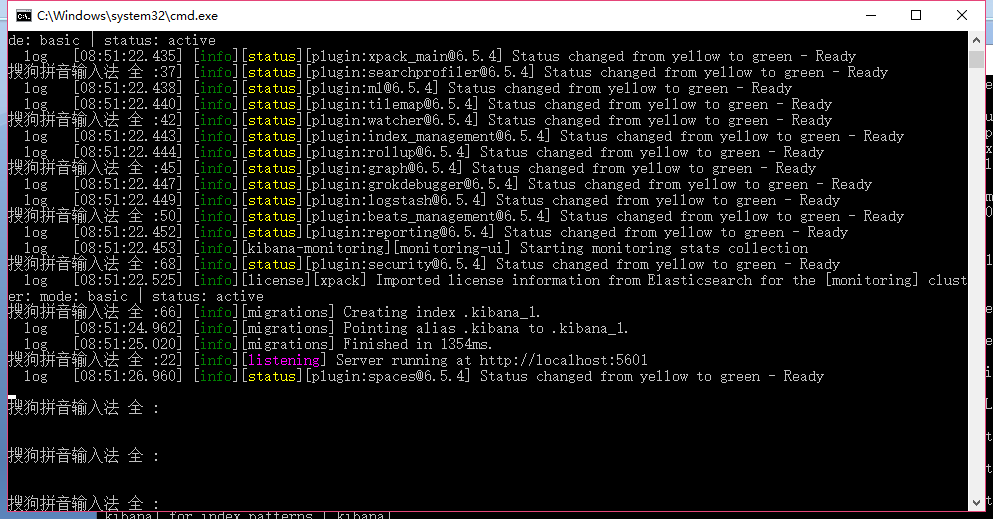 C:\Windows\system32\cmd.exe
de: basic | status: active
log [08:51:22.435] [info][status][plugin:xpack_main@6.5.4] Status changed from yellow to green - Ready
搜狗拼音输入法 全 :37] [info][status][plugin:searchprofiler@6.5.4] Status changed from yellow to green - Ready
log [08:51:22.438] [info][status][plugin:ml@6.5.4] Status changed from yellow to green - Ready
log [08:51:22.440] [info][status][plugin:tilemap@6.5.4] Status changed from yellow to green - Ready
搜狗拼音输入法 全 :42] [info][status][plugin:watcher@6.5.4] Status changed from yellow to green - Ready
log [08:51:22.443] [info][status][plugin:index_management@6.5.4] Status changed from yellow to green - Ready
log [08:51:22.444] [info][status][plugin:rollup@6.5.4] Status changed from yellow to green - Ready
搜狗拼音输入法 全 :45] [info][status][plugin:graph@6.5.4] Status changed from yellow to green - Ready
log [08:51:22.447] [info][status][plugin:grokdebugger@6.5.4] Status changed from yellow to green - Ready
log [08:51:22.449] [info][status][plugin:logstash@6.5.4] Status changed from yellow to green - Ready
搜狗拼音输入法 全 :50] [info][status][plugin:beats_management@6.5.4] Status changed from yellow to green - Ready
log [08:51:22.452] [info][status][plugin:reporting@6.5.4] Status changed from yellow to green - Ready
log [08:51:22.453] [info][kibana-monitoring][monitoring-ui] Starting monitoring stats collection
搜狗拼音输入法 全 :68] [info][status][plugin:security@6.5.4] Status changed from yellow to green - Ready
log [08:51:22.525] [info][license][xpack] Imported license information from Elasticsearch for the [monitoring] clust
er: mode: basic | status: active
搜狗拼音输入法 全 :66] [info][migrations] Creating index .kibana_1.
log [08:51:24.962] [info][migrations] Pointing alias .kibana to .kibana_1.
log [08:51:25.020] [info][migrations] Finished in 1354ms.
搜狗拼音输入法 全 :22] [info][listening] Server running at http://localhost:5601
log [08:51:26.960] [info][status][plugin:spaces@6.5.4] Status changed from yellow to green - Ready
搜狗拼音输入法 全 :
搜狗拼音输入法 全 :
搜狗拼音输入法 全 :
kibana] for index patterns [ kibana]